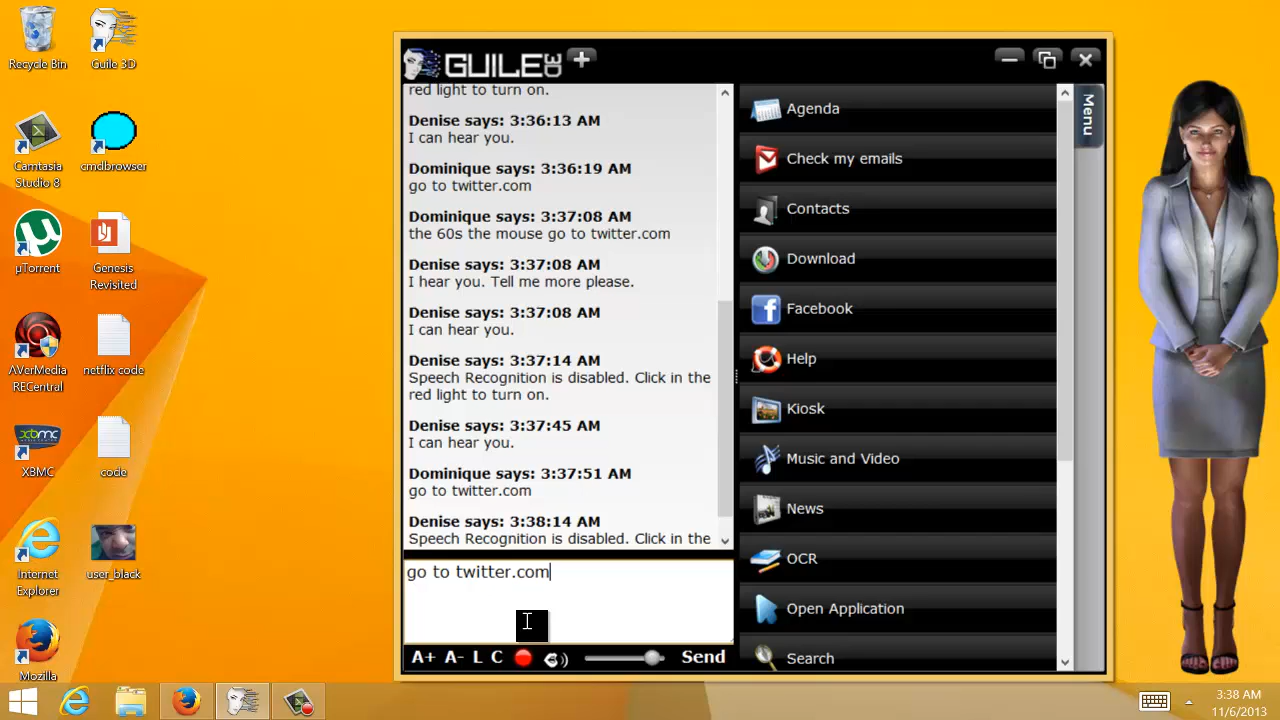 Recycle Bin
Guile 3D
Camtasia
Studio 8
cmdbrowser
µTorrent
Genesis
Revisited
AVerMedia
RECentral
netflix code
XBMC
code
Internet
Explorer
user_black
Mozilla
GUILE3D
red light to turn on.
Denise says: 3:36:13 AM
I can hear you.
Dominique says: 3:36:19 AM
go to twitter.com
Dominique says: 3:37:08 AM
the 60s the mouse go to twitter.com
Denise says: 3:37:08 AM
I hear you. Tell me more please.
Denise says: 3:37:08 AM
I can hear you.
Denise says: 3:37:14 AM
Speech Recognition is disabled. Click in the
red light to turn on.
Denise says: 3:37:45 AM
I can hear you.
Dominique says: 3:37:51 AM
go to twitter.com
Denise says: 3:38:14 AM
Speech Recognition is disabled. Click in the
go to twitter.com
A+ A- L C Send
Menu
Agenda
Check my emails
Contacts
Download
Facebook
Help
Kiosk
Music and Video
News
OCR
Open Application
Search
3:38 AM
11/6/2013